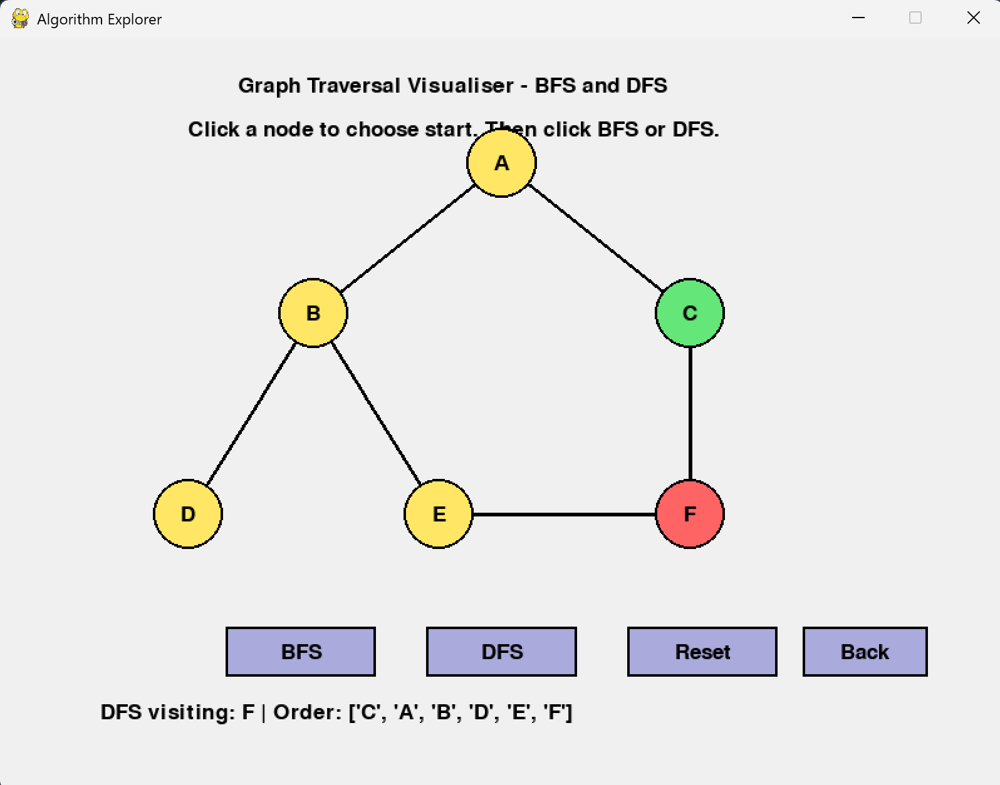 Algorithm Explorer
Graph Traversal Visualiser - BFS and DFS
Click a node to choose start. Then click BFS or DFS.
A
B
C
D
E
F
BFS
DFS
Reset
Back
DFS visiting: F | Order: ['C', 'A', 'B', 'D', 'E', 'F']